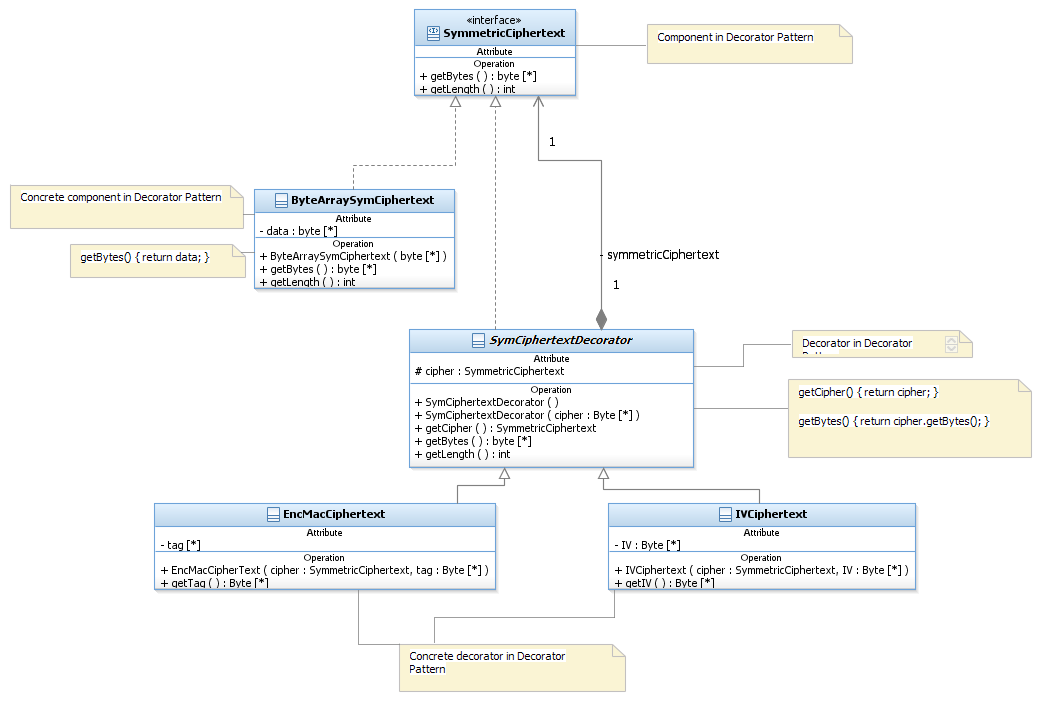 «interface»
SymmetricCiphertext
Attribute
Operation
+ getBytes ( ) : byte [*]
+ getLength ( ) : int
Component in Decorator Pattern
1
Concrete component in Decorator Pattern
getBytes() { return data; }
ByteArraySymCiphertext
Attribute
- data : byte [*]
Operation
+ ByteArraySymCiphertext ( byte [*] )
+ getBytes ( ) : byte [*]
+ getLength ( ) : int
- symmetricCiphertext
1
SymCiphertextDecorator
Attribute
# cipher : SymmetricCiphertext
Operation
+ SymCiphertextDecorator ( )
+ SymCiphertextDecorator ( cipher : Byte [*] )
+ getCipher ( ) : SymmetricCiphertext
+ getBytes ( ) : byte [*]
+ getLength ( ) : int
Decorator in Decorator
getCipher() { return cipher; }
getBytes() { return cipher.getBytes(); }
EncMacCiphertext
Attribute
- tag [*]
Operation
+ EncMacCipherText ( cipher : SymmetricCiphertext, tag : Byte [*] )
+ getTag ( ) : Byte [*]
IVCiphertext
Attribute
- IV : Byte [*]
Operation
+ IVCiphertext ( cipher : SymmetricCiphertext, IV : Byte [*] )
+ getIV ( ) : Byte [*]
Concrete decorator in Decorator
Pattern